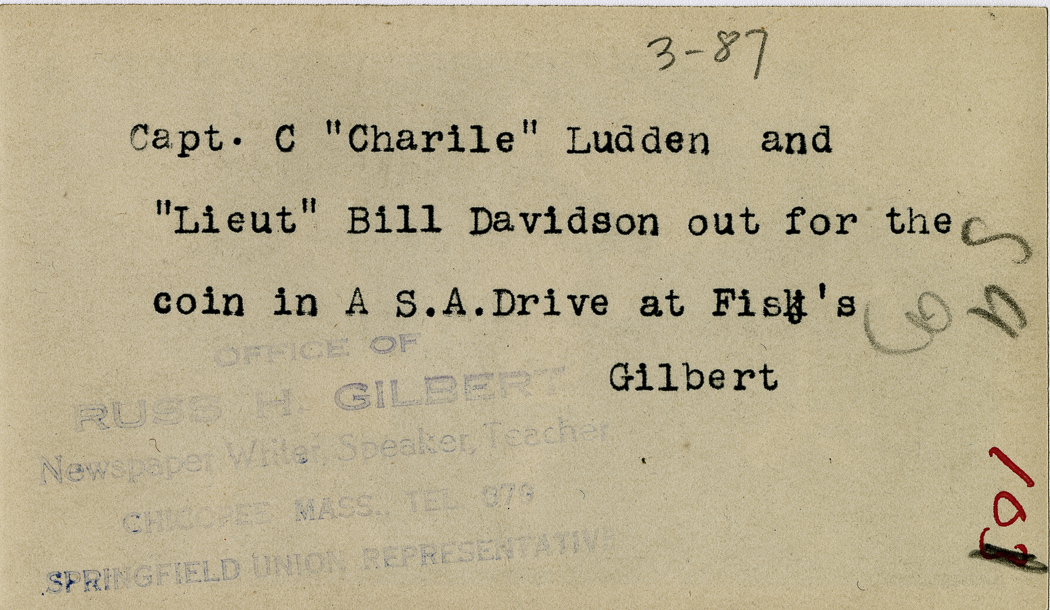 3-87
Capt. C "Charile" Ludden and
"Lieut" Bill Davidson out for the
coin in A S.A.Drive at Fisk's
Gilbert
OFFICE OF
RUSS H. GILBERT
Newspaper Writer, Speaker, Teacher
CHICOPEE MASS., TEL 979
SPRINGFIELD UNION REPRESENTATIVE